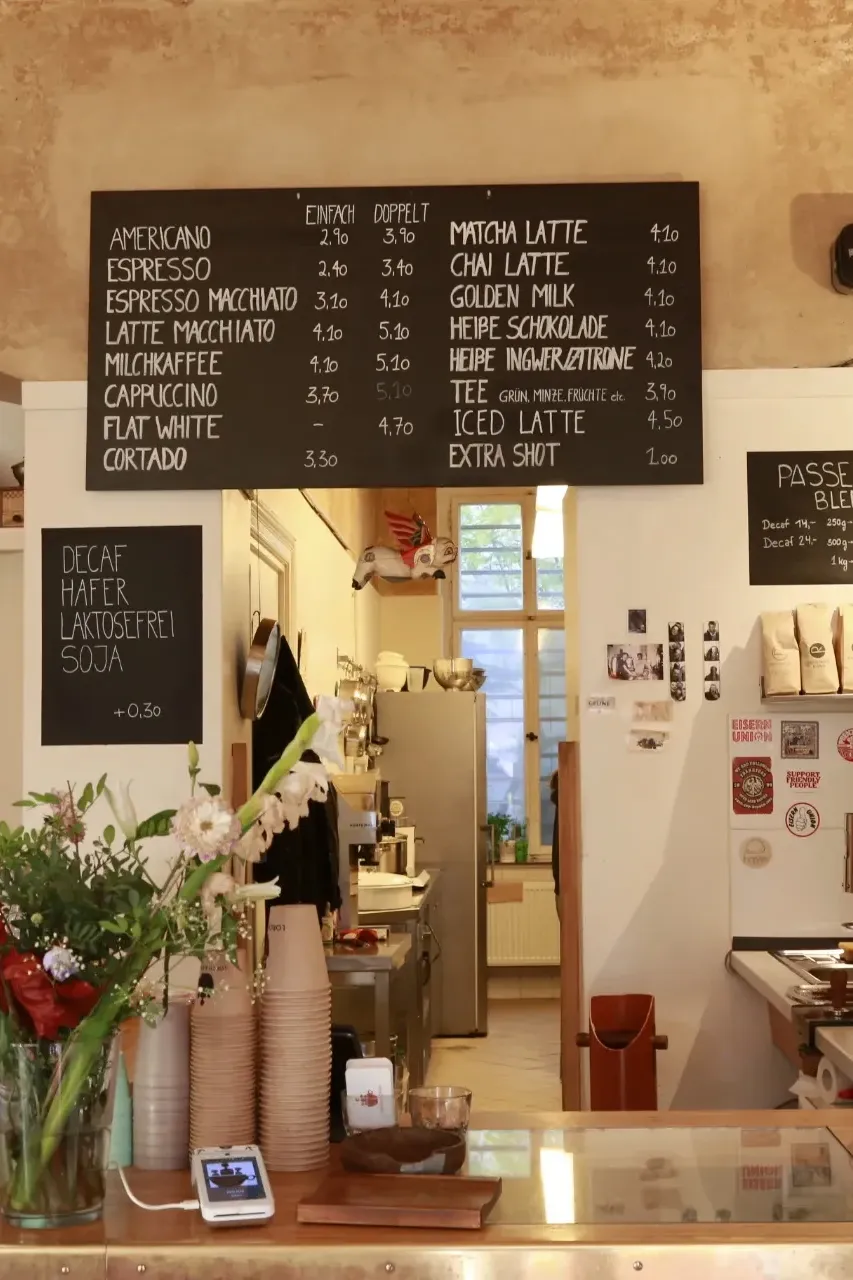 EINFACH DOPPELT
AMERICANO 2,90 3,90
ESPRESSO 2,40 3,40
ESPRESSO MACCHIATO 3,10 4,10
LATTE MACCHIATO 4,10 5,10
MILCHKAFFEE 4,10 5,10
CAPPUCCINO 3,70 5,10
FLAT WHITE – 4,70
CORTADO 3,30
MATCHA LATTE 4,10
CHAI LATTE 4,10
GOLDEN MILK 4,10
HEIßE SCHOKOLADE 4,10
HEIßE INGWER/ZITRONE 4,20
TEE GRÜN, MINZE, FRÜCHTE etc. 3,90
ICED LATTE 4,50
EXTRA SHOT 1,00
DECAF
HAFER
LAKTOSEFREI
SOJA
+0,30
PASSE
BLE
Decaf 14,- 250g-
Decaf 24,- 500g-
1kg-
EISERN
UNION
SUPPORT
FRIENDLY
PEOPLE
EISERN
UNION